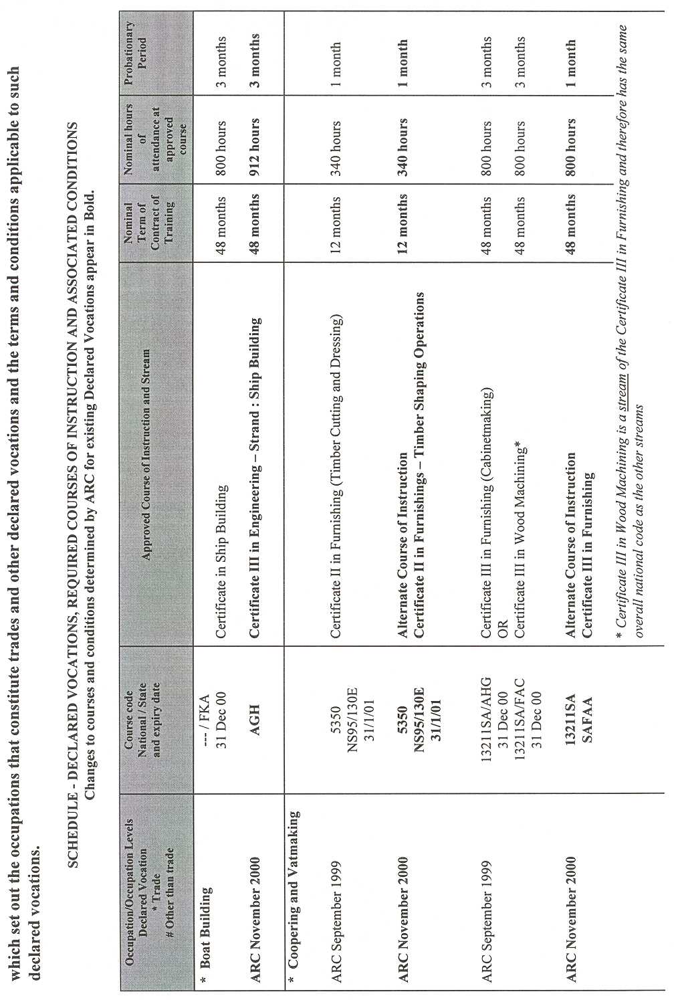 which set out the occupations that constitute trades and other declared vocations and the terms and conditions applicable to such
declared vocations.
SCHEDULE - DECLARED VOCATIONS, REQUIRED COURSES OF INSTRUCTION AND ASSOCIATED CONDITIONS
Changes to courses and conditions determined by ARC for existing Declared Vocations appear in Bold.
Occupation/Occupation Levels
Declared Vocation
* Trade
# Other than trade
Course code
National / State
and expiry date
Approved Course of Instruction and Stream
Nominal
Term of
Contract of
Training
Nominal hours
of
attendance at
approved
course
Probationary
Period
* Boat Building
--- / FKA
31 Dec 00 Certificate in Ship Building 48 months 800 hours 3 months
ARC November 2000 AGH Certificate III in Engineering – Strand : Ship Building 48 months 912 hours 3 months
* Coopering and Vatmaking
ARC September 1999 5350 Certificate II in Furnishing (Timber Cutting and Dressing) 12 months 340 hours 1 month
NS95/130E
31/1/01
ARC November 2000 5350 Alternate Course of Instruction 12 months 340 hours 1 month
NS95/130E Certificate II in Furnishings – Timber Shaping Operations
31/1/01
ARC September 1999 13211SA/AHG Certificate III in Furnishing (Cabinetmaking) 48 months 800 hours 3 months
31 Dec 00 OR
13211SA/FAC Certificate III in Wood Machining* 48 months 800 hours 3 months
31 Dec 00
ARC November 2000 13211SA Alternate Course of Instruction 48 months 800 hours 1 month
SAFAA Certificate III in Furnishing
* Certificate III in Wood Machining is a stream of the Certificate III in Furnishing and therefore has the same
overall national code as the other streams